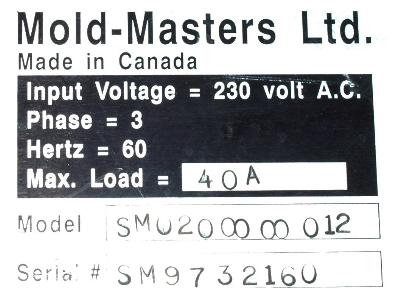 Mold-Masters Ltd.
Made in Canada
Input Voltage = 230 volt A.C.
Phase = 3
Hertz = 60
Max. Load = 40A
Model SM02000000012
Serial # SM9732160